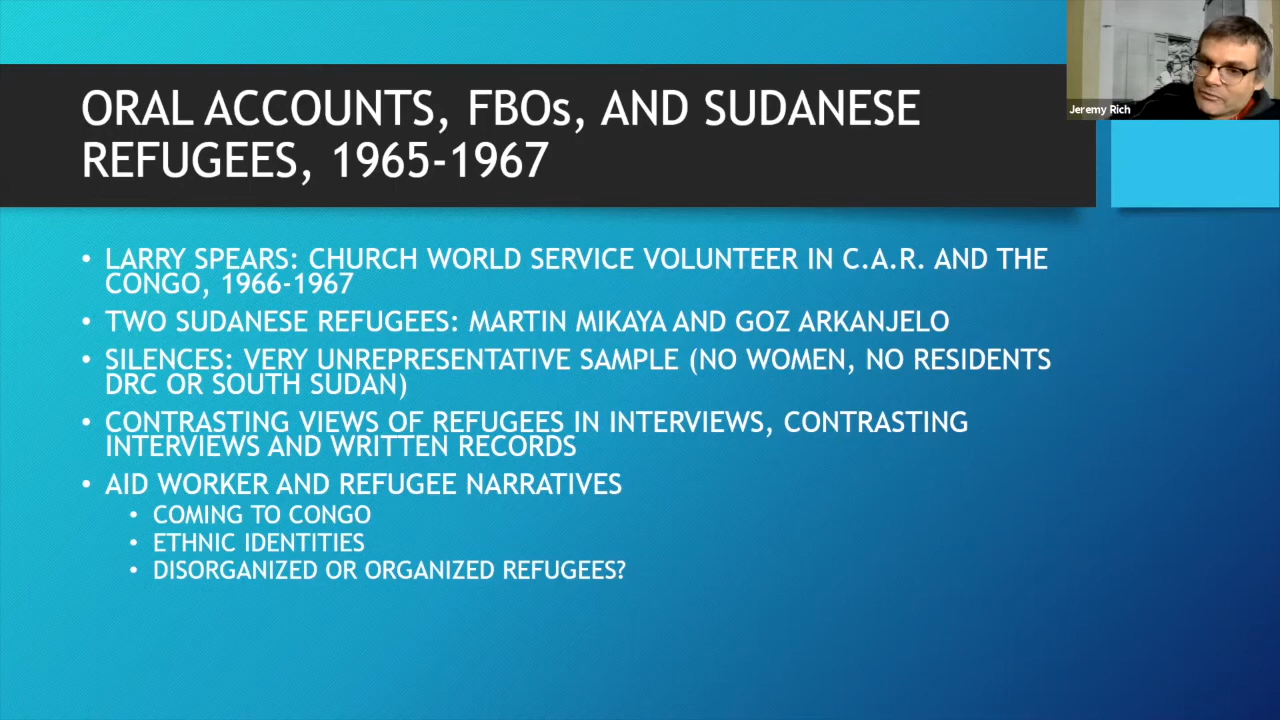 ORAL ACCOUNTS, FBOs, AND SUDANESE
REFUGEES, 1965-1967
Jeremy Rich
• LARRY SPEARS: CHURCH WORLD SERVICE VOLUNTEER IN C.A.R. AND THE
CONGO, 1966-1967
• TWO SUDANESE REFUGEES: MARTIN MIKAYA AND GOZ ARKANJELO
• SILENCES: VERY UNREPRESENTATIVE SAMPLE (NO WOMEN, NO RESIDENTS
DRC OR SOUTH SUDAN)
• CONTRASTING VIEWS OF REFUGEES IN INTERVIEWS, CONTRASTING
INTERVIEWS AND WRITTEN RECORDS
• AID WORKER AND REFUGEE NARRATIVES
• COMING TO CONGO
• ETHNIC IDENTITIES
• DISORGANIZED OR ORGANIZED REFUGEES?